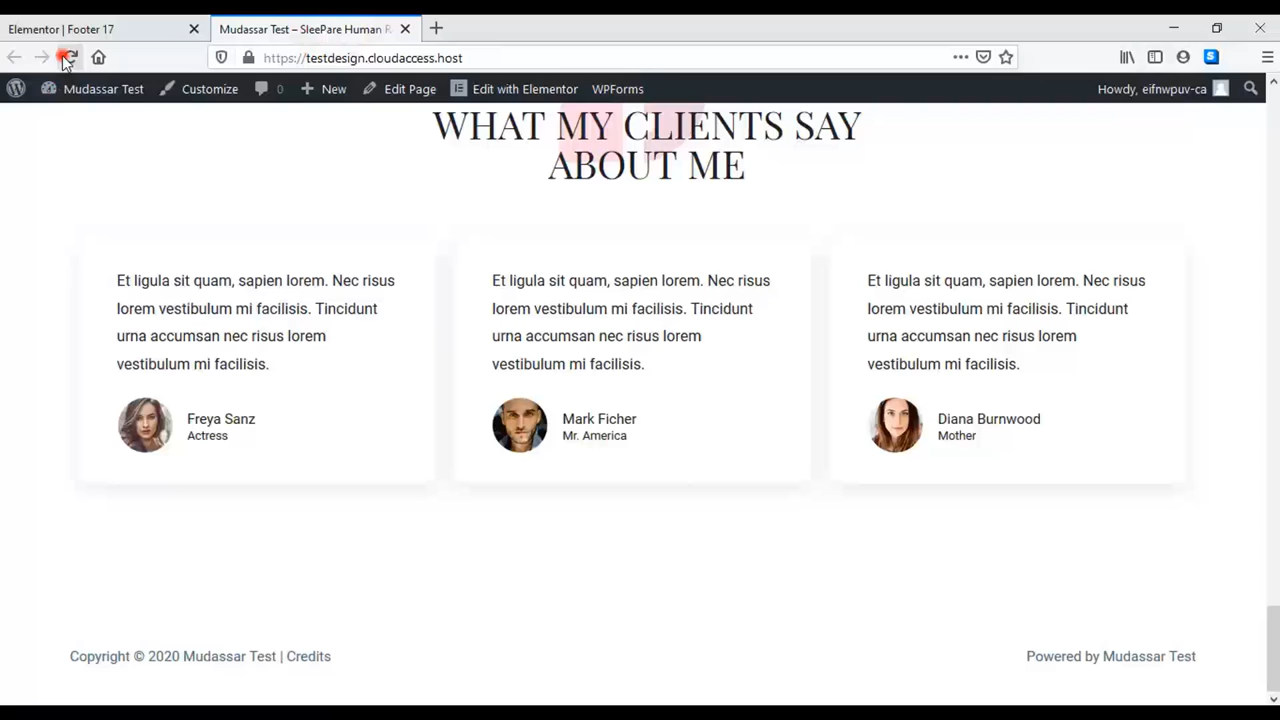 Elementor | Footer 17
Mudassar Test – SleePare Human R
https://testdesign.cloudaccess.host
Mudassar Test
Customize
0
New
Edit Page
Edit with Elementor
WPForms
Howdy, eifnwpuv-ca
WHAT MY CLIENTS SAY
ABOUT ME
Et ligula sit quam, sapien lorem. Nec risus
lorem vestibulum mi facilisis. Tincidunt
urna accumsan nec risus lorem
vestibulum mi facilisis.
Freya Sanz
Actress
Et ligula sit quam, sapien lorem. Nec risus
lorem vestibulum mi facilisis. Tincidunt
urna accumsan nec risus lorem
vestibulum mi facilisis.
Mark Ficher
Mr. America
Et ligula sit quam, sapien lorem. Nec risus
lorem vestibulum mi facilisis. Tincidunt
urna accumsan nec risus lorem
vestibulum mi facilisis.
Diana Burnwood
Mother
Copyright © 2020 Mudassar Test | Credits
Powered by Mudassar Test